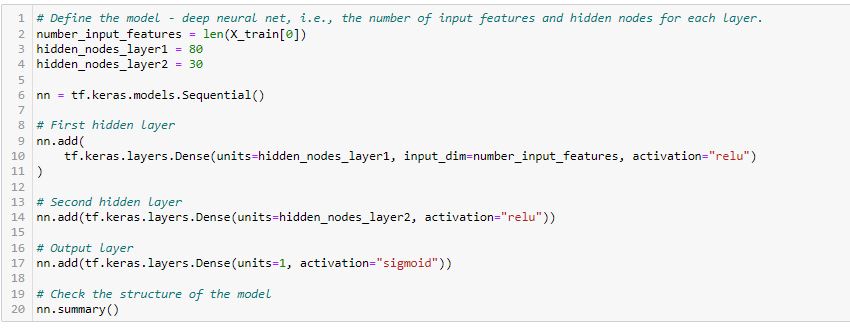 1 # Define the model - deep neural net, i.e., the number of input features and hidden nodes for each layer.
2 number_input_features = len(X_train[0])
3 hidden_nodes_layer1 = 80
4 hidden_nodes_layer2 = 30
5
6 nn = tf.keras.models.Sequential()
7
8 # First hidden layer
9 nn.add(
10     tf.keras.layers.Dense(units=hidden_nodes_layer1, input_dim=number_input_features, activation="relu")
11 )
12
13 # Second hidden layer
14 nn.add(tf.keras.layers.Dense(units=hidden_nodes_layer2, activation="relu"))
15
16 # Output layer
17 nn.add(tf.keras.layers.Dense(units=1, activation="sigmoid"))
18
19 # Check the structure of the model
20 nn.summary()